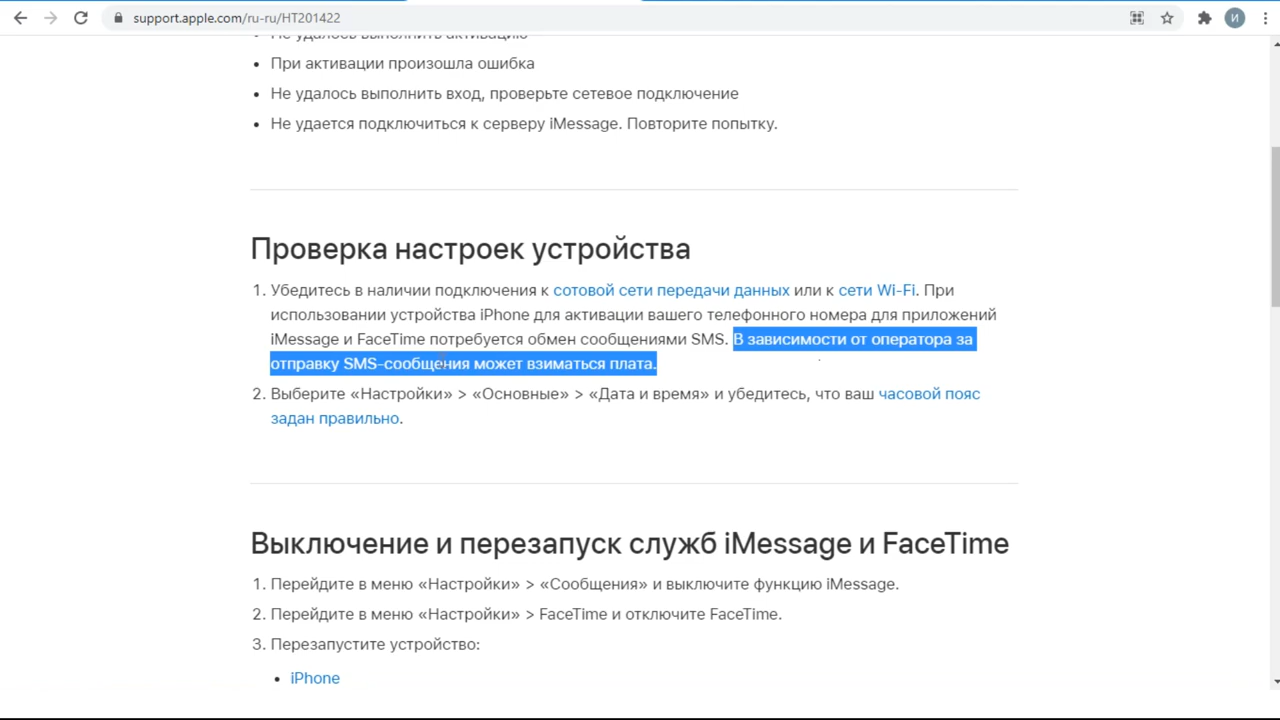 support.apple.com/ru-ru/HT201422
И
• Не удалось выполнить активацию
• При активации произошла ошибка
• Не удалось выполнить вход, проверьте сетевое подключение
• Не удается подключиться к серверу iMessage. Повторите попытку.
Проверка настроек устройства
1. Убедитесь в наличии подключения к сотовой сети передачи данных или к сети Wi-Fi. При
использовании устройства iPhone для активации вашего телефонного номера для приложений
iMessage и FaceTime потребуется обмен сообщениями SMS. В зависимости от оператора за
отправку SMS-сообщения может взиматься плата.
2. Выберите «Настройки» > «Основные» > «Дата и время» и убедитесь, что ваш часовой пояс
задан правильно.
Выключение и перезапуск служб iMessage и FaceTime
1. Перейдите в меню «Настройки» > «Сообщения» и выключите функцию iMessage.
2. Перейдите в меню «Настройки» > FaceTime и отключите FaceTime.
3. Перезапустите устройство:
• iPhone